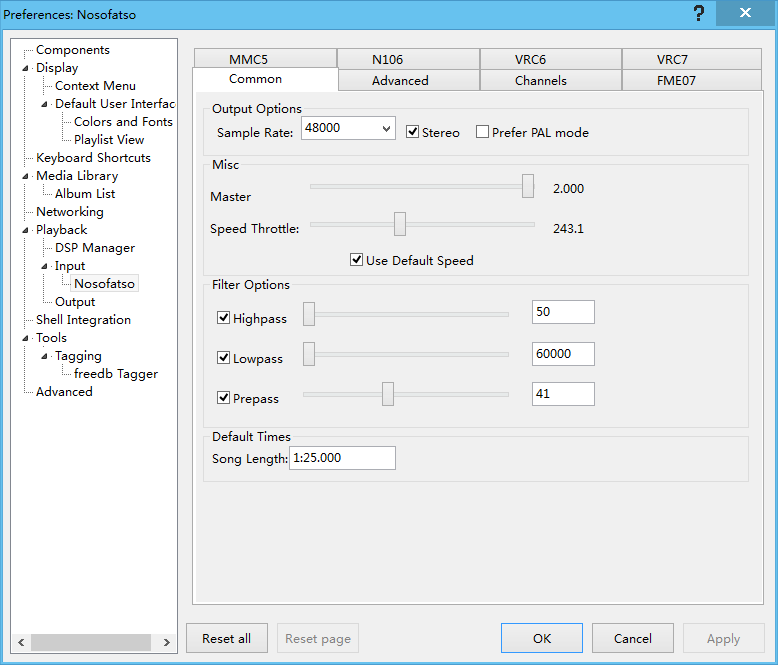 Preferences: Nosofatso
?
Components
Display
Context Menu
Default User Interfac
Colors and Fonts
Playlist View
Keyboard Shortcuts
Media Library
Album List
Networking
Playback
DSP Manager
Input
Nosofatso
Output
Shell Integration
Tools
Tagging
freedb Tagger
Advanced
MMC5 N106 VRC6 VRC7
Common Advanced Channels FME07
Output Options
Sample Rate: 48000 Stereo Prefer PAL mode
Misc
Master 2.000
Speed Throttle: 243.1
Use Default Speed
Filter Options
Highpass 50
Lowpass 60000
Prepass 41
Default Times
Song Length: 1:25.000
Reset all Reset page OK Cancel Apply